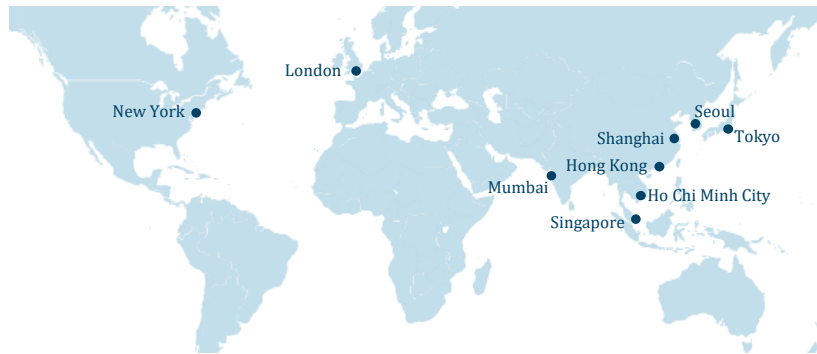 London
New York
Seoul
Shanghai
Tokyo
Hong Kong
Mumbai
Ho Chi Minh City
Singapore